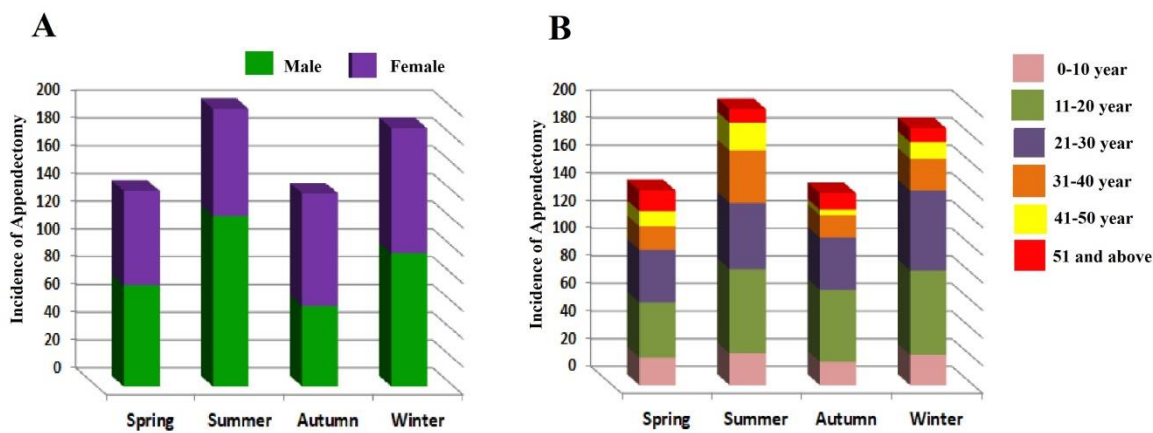 A
Male Female
Incidence of Appendectomy
200
180
160
140
120
100
80
60
40
20
0
Spring Summer Autumn Winter
B
Incidence of Appendectomy
200
180
160
140
120
100
80
60
40
20
0
Spring Summer Autumn Winter
0-10 year
11-20 year
21-30 year
31-40 year
41-50 year
51 and above